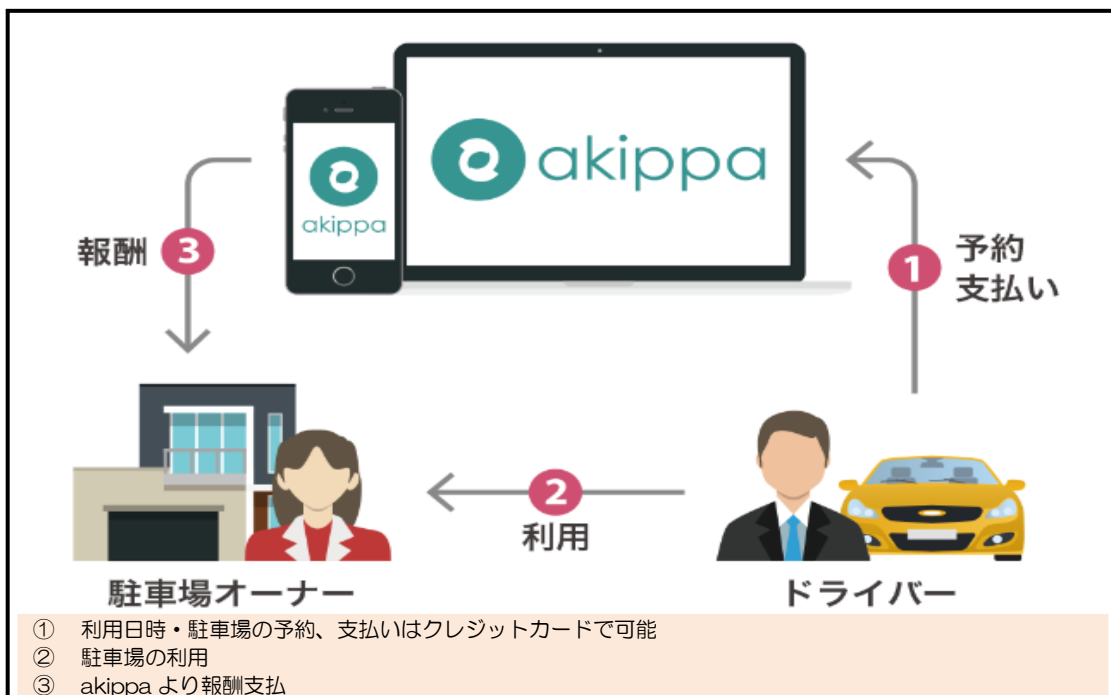 akippa
akippa
報酬 3
1 予約
支払い
2
利用
駐車場オーナー
ドライバー
① 利用日時・駐車場の予約、支払いはクレジットカードで可能
② 駐車場の利用
③ akippa より報酬支払